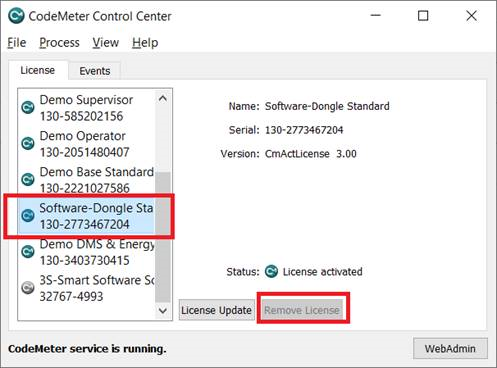 CodeMeter Control Center
File Process View Help
License Events
Demo Supervisor
130-585202156
Demo Operator
130-2051480407
Demo Base Standard
130-2221027586
Software-Dongle Sta
130-2773467204
Demo DMS & Energy
130-3403730415
3S-Smart Software So
32767-4993
Name: Software-Dongle Standard
Serial: 130-2773467204
Version: CmActLicense 3.00
Status: License activated
License Update Remove License
CodeMeter service is running. WebAdmin